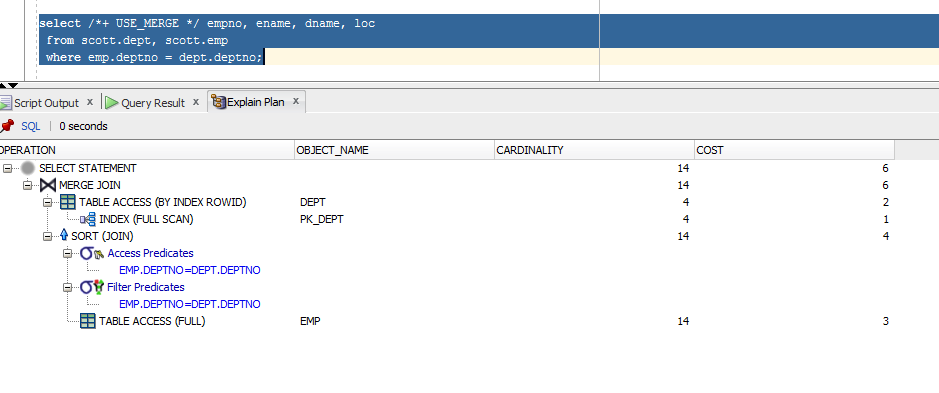 select /*+ USE_MERGE */ empno, ename, dname, loc
from scott.dept, scott.emp
where emp.deptno = dept.deptno;
Script Output x Query Result x Explain Plan x
SQL | 0 seconds
OPERATION OBJECT_NAME CARDINALITY COST
SELECT STATEMENT 14 6
MERGE JOIN 14 6
TABLE ACCESS (BY INDEX ROWID) DEPT 4 2
INDEX (FULL SCAN) PK_DEPT 4 1
SORT (JOIN) 14 4
Access Predicates
EMP.DEPTNO=DEPT.DEPTNO
Filter Predicates
EMP.DEPTNO=DEPT.DEPTNO
TABLE ACCESS (FULL) EMP 14 3